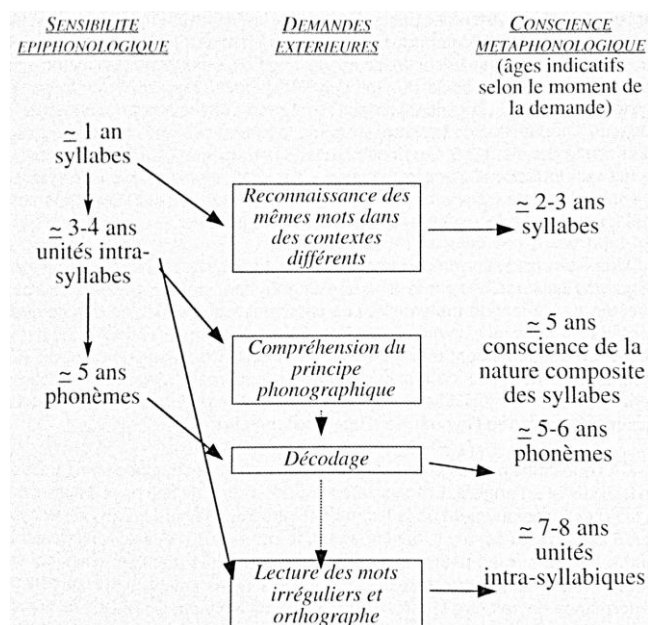 SENSIBILITE
EPIPHONOLOGIQUE
DEMANDES
EXTERIEURES
CONSCIENCE
METAPHONOLOGIQUE
(âges indicatifs
selon le moment de
la demande)
≃ 1 an
syllabes
≃ 3-4 ans
unités intra-
syllabes
≃ 5 ans
phonèmes
Reconnaissance des
mêmes mots dans
des contextes
différents
Compréhension du
principe
phonographique
Décodage
Lecture des mots
irréguliers et
orthographe
≃ 2-3 ans
syllabes
≃ 5 ans
conscience de la
nature composite
des syllabes
≃ 5-6 ans
phonèmes
≃ 7-8 ans
unités
intra-syllabiques